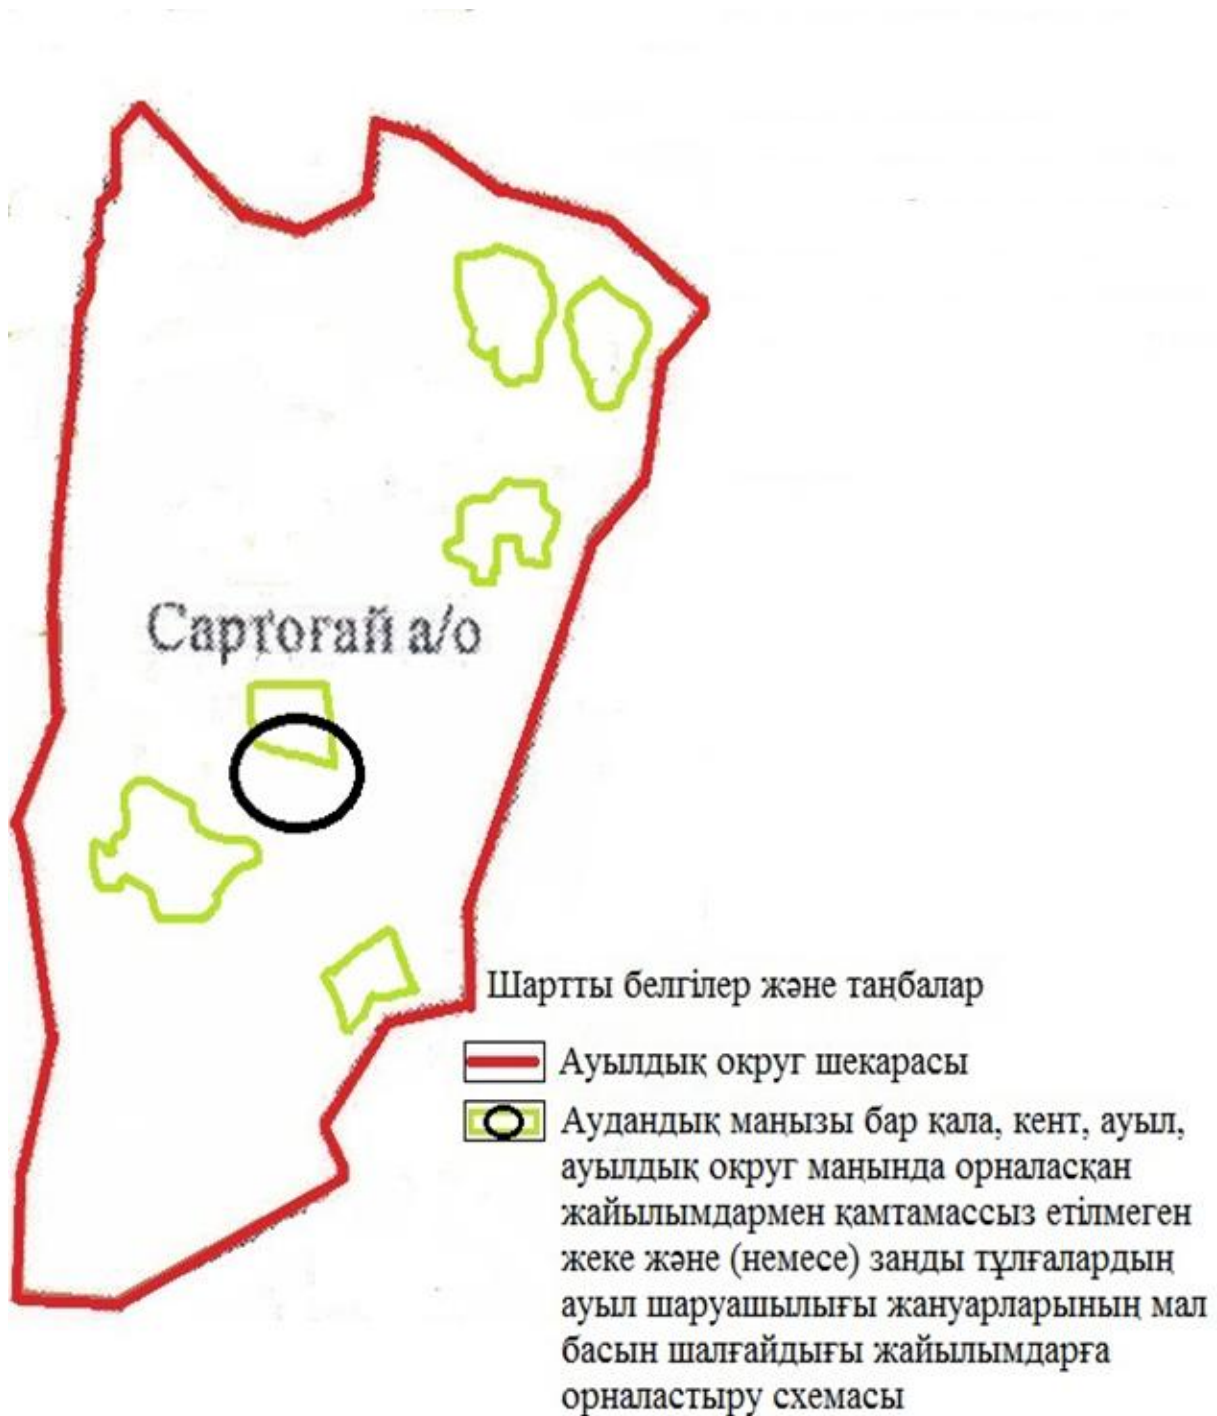 Сартоғай а/о
Шартты белгілер және таңбалар
Ауылдық округ шекарасы
Аудандық маңызы бар қала, кент, ауыл,
ауылдық округ маңында орналасқан
жайылымдармен қамтамассыз етілмеген
жеке және (немесе) занды тұлғалардың
ауыл шаруашылығы жануарларының мал
басын шалғайдығы жайылымдарға
орналастыру схемасы